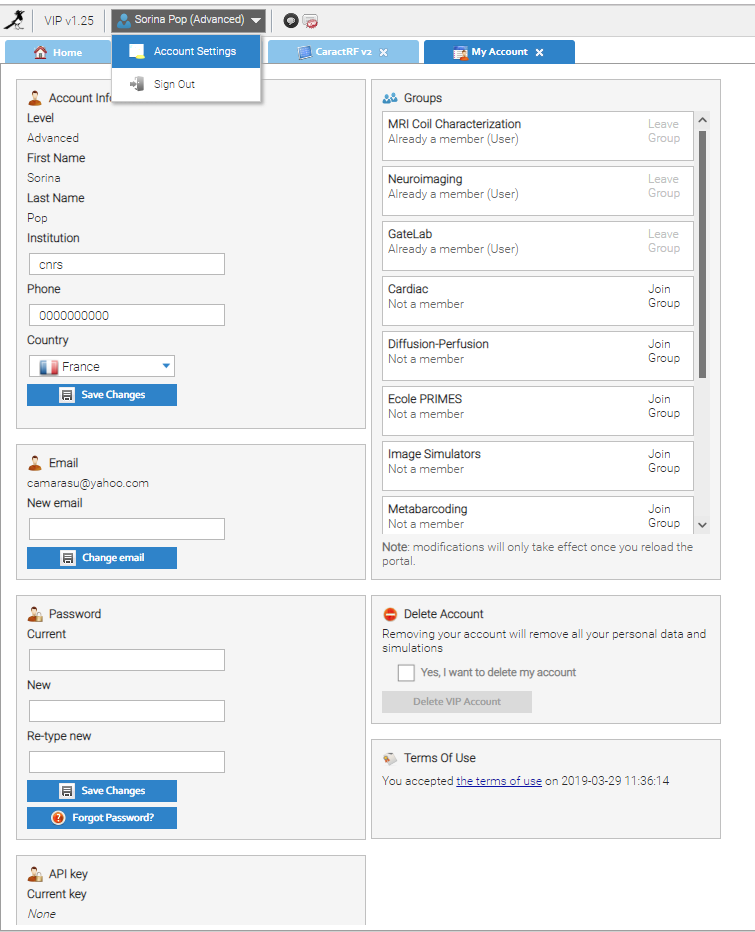 VIP v1.25
Sorina Pop (Advanced)
Account Settings
Sign Out
Home
CaractRF v2
My Account
Account Inf
Level
Advanced
First Name
Sorina
Last Name
Pop
Institution
cnrs
Phone
0000000000
Country
France
Save Changes
Email
camarasu@yahoo.com
New email
Change email
Password
Current
New
Re-type new
Save Changes
Forgot Password?
API key
Current key
None
Groups
MRI Coil Characterization
Already a member (User)
Leave
Group
Neuroimaging
Already a member (User)
Leave
Group
GateLab
Already a member (User)
Leave
Group
Cardiac
Not a member
Join
Group
Diffusion-Perfusion
Not a member
Join
Group
Ecole PRIMES
Not a member
Join
Group
Image Simulators
Not a member
Join
Group
Metabarcoding
Not a member
Join
Group
Note: modifications will only take effect once you reload the
portal.
Delete Account
Removing your account will remove all your personal data and
simulations
Yes, I want to delete my account
Delete VIP Account
Terms Of Use
You accepted the terms of use on 2019-03-29 11:36:14